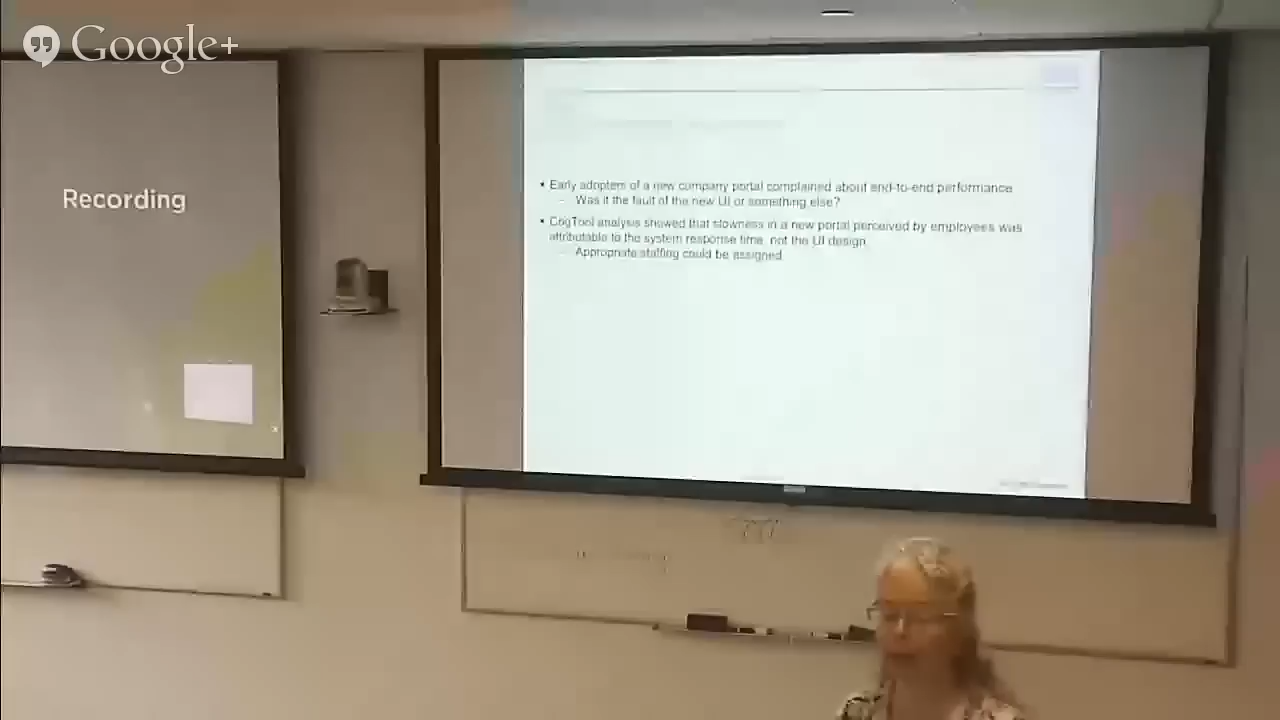 Google+
Recording
• Early adopters of a new company portal complained about end-to-end performance
– Was it the fault of the new UI or something else?
• CogTool analysis showed that slowness in a new portal perceived by employees was
attributable to the system response time, not the UI design
– Appropriate staffing could be assigned